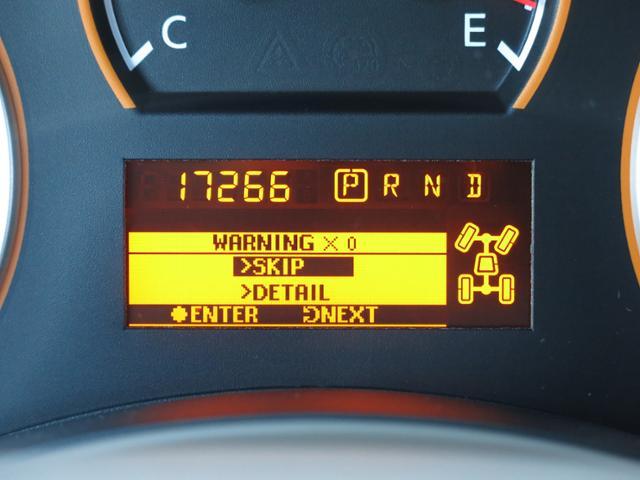 C E
17266 P R N D
WARNING × 0
>SKIP
>DETAIL
ENTER NEXT